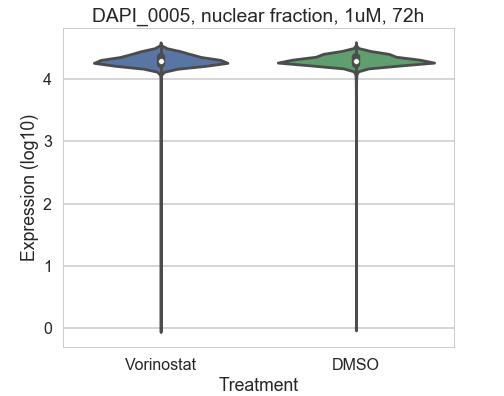 DAPI_0005, nuclear fraction, 1uM, 72h
Expression (log10)
4
3
2
1
0
Vorinostat
DMSO
Treatment